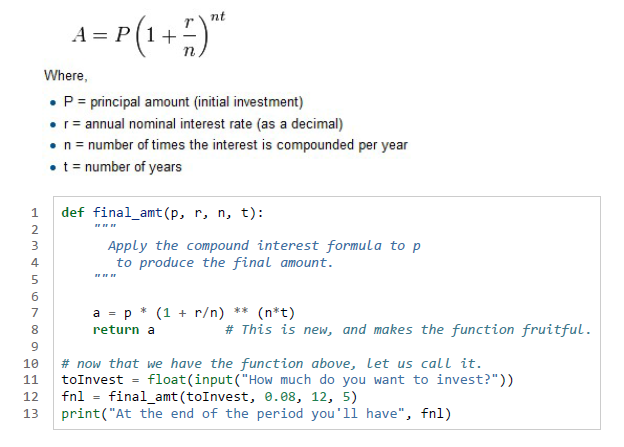 A = P(1 + r/n)^nt
Where,
• P = principal amount (initial investment)
• r = annual nominal interest rate (as a decimal)
• n = number of times the interest is compounded per year
• t = number of years
1 def final_amt(p, r, n, t):
2     """
3       Apply the compound interest formula to p
4        to produce the final amount.
5     """
6
7     a = p * (1 + r/n) ** (n*t)
8     return a         # This is new, and makes the function fruitful.
9
10 # now that we have the function above, let us call it.
11 toInvest = float(input("How much do you want to invest?"))
12 fnl = final_amt(toInvest, 0.08, 12, 5)
13 print("At the end of the period you'll have", fnl)